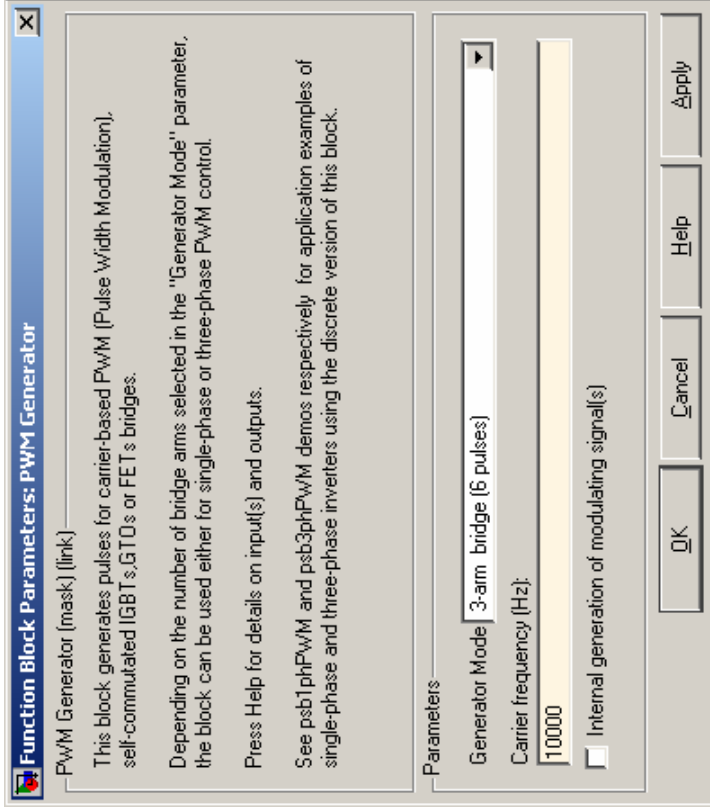 Function Block Parameters: PWM Generator
PWM Generator (mask) (link)
This block generates pulses for carrier-based PWM (Pulse Width Modulation),
self-commutated IGBTs,GTOs or FETs bridges.
Depending on the number of bridge arms selected in the "Generator Mode" parameter,
the block can be used either for single-phase or three-phase PWM control.
Press Help for details on input(s) and outputs.
See psb1phPWM and psb3phPWM demos respectively for application examples of
single-phase and three-phase inverters using the discrete version of this block.
Parameters
Generator Mode 3-arm bridge (6 pulses)
Carrier frequency (Hz):
10000
Internal generation of modulating signal(s)
OK Cancel Help Apply